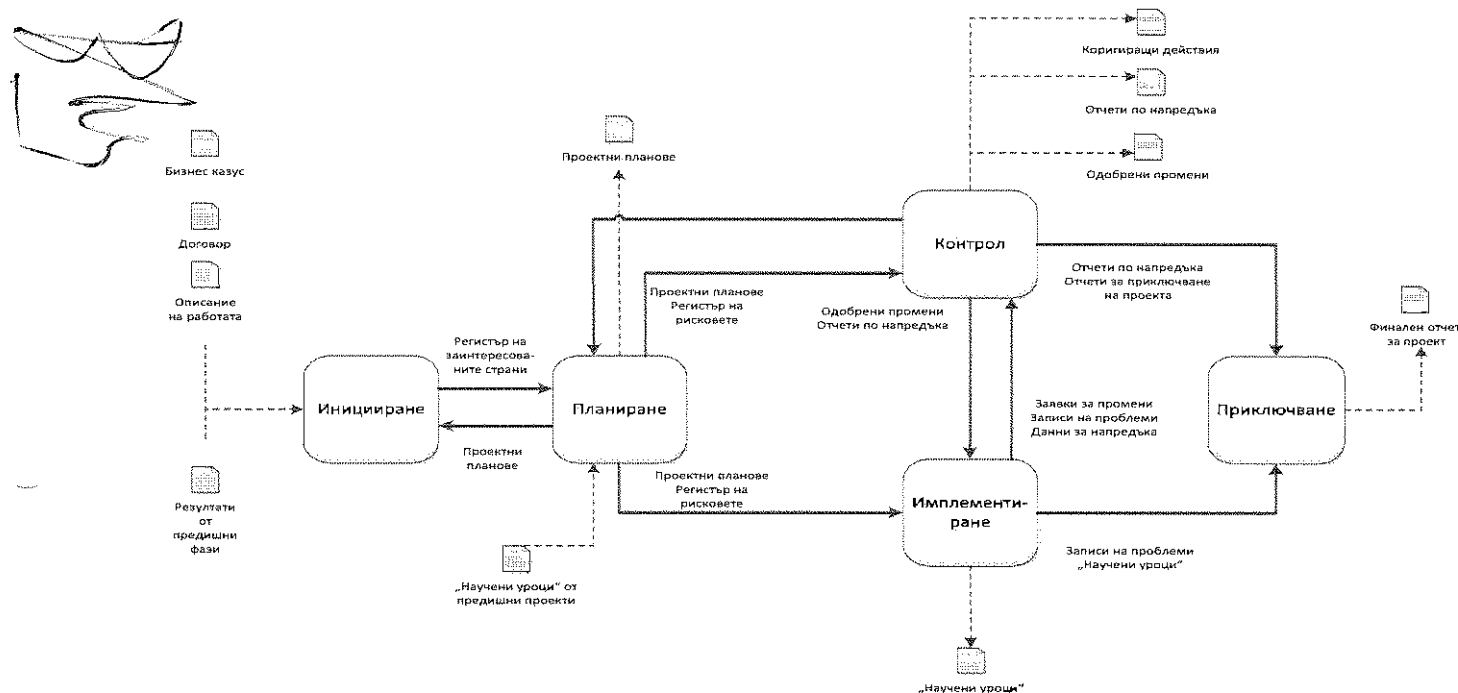 Коригиращи действия
Отчети по напредъка
Одобрени промени
Проектни планове
Бизнес казус
Договор
Описание
на работата
Резултати
от
предишни
фази
Регистър на
заинтересова-
ните страни
Иницииране
Проектни
планове
Планиране
„Научени уроци“ от
предишни проекти
Проектни планове
Регистър на
рисковете
Проектни планове
Регистър на
рисковете
Контрол
Одобрени промени
Отчети по напредъка
Заявки за промени
Записи на проблеми
Данни за напредъка
Имплементи-
ране
„Научени уроци“
Отчети по напредъка
Отчети за приключване
на проекта
Записи на проблеми
„Научени уроци“
Приключване
Финален отчет
за проект